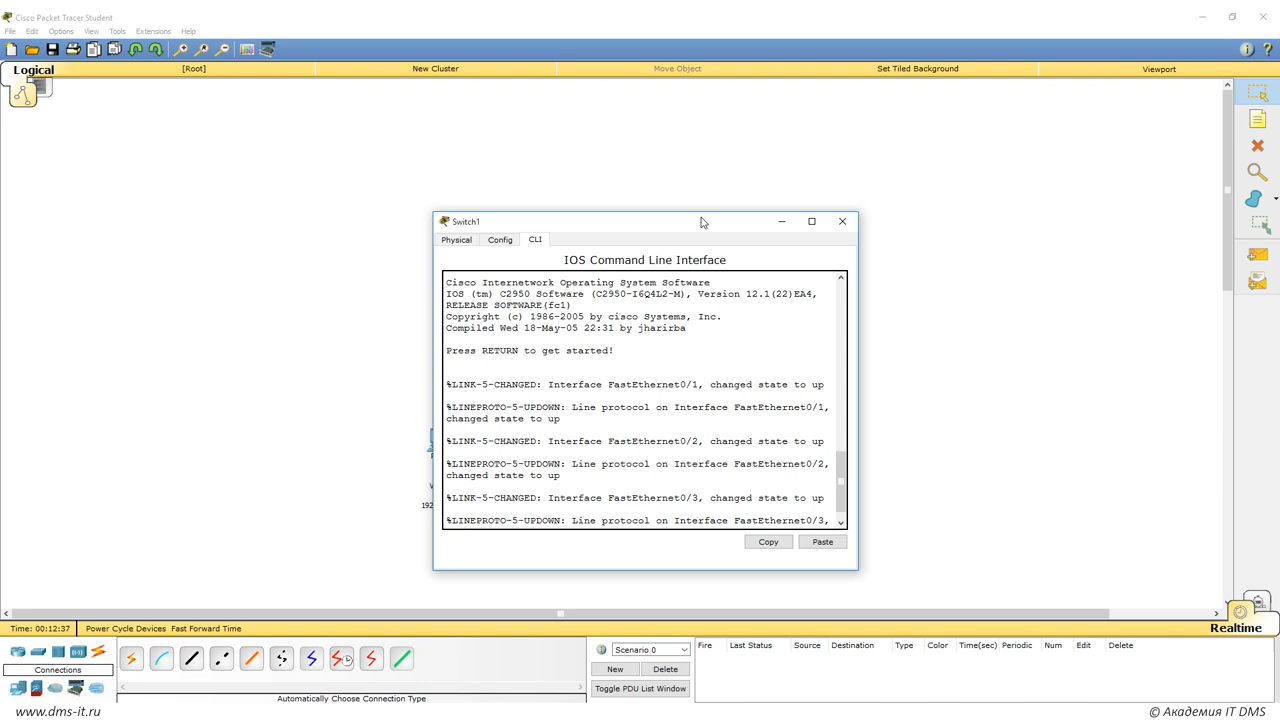 Cisco Packet Tracer Student
File Edit Options View Tools Extensions Help
Logical [Root] New Cluster Move Object Set Tiled Background Viewport
Switch1
Physical Config CLI
IOS Command Line Interface
Cisco Internetwork Operating System Software
IOS (tm) C2950 Software (C2950-I6Q4L2-M), Version 12.1(22)EA4,
RELEASE SOFTWARE(fc1)
Copyright (c) 1986-2005 by cisco Systems, Inc.
Compiled Wed 18-May-05 22:31 by jharirba
Press RETURN to get started!
%LINK-5-CHANGED: Interface FastEthernet0/1, changed state to up
%LINEPROTO-5-UPDOWN: Line protocol on Interface FastEthernet0/1,
changed state to up
%LINK-5-CHANGED: Interface FastEthernet0/2, changed state to up
%LINEPROTO-5-UPDOWN: Line protocol on Interface FastEthernet0/2,
changed state to up
%LINK-5-CHANGED: Interface FastEthernet0/3, changed state to up
%LINEPROTO-5-UPDOWN: Line protocol on Interface FastEthernet0/3,
192
Copy Paste
Time: 00:12:37 Power Cycle Devices Fast Forward Time Realtime
Connections
Automatically Choose Connection Type
Scenario 0
New Delete
Toggle PDU List Window
Fire Last Status Source Destination Type Color Time(sec) Periodic Num Edit Delete
www.dms-it.ru © Академия IT DMS